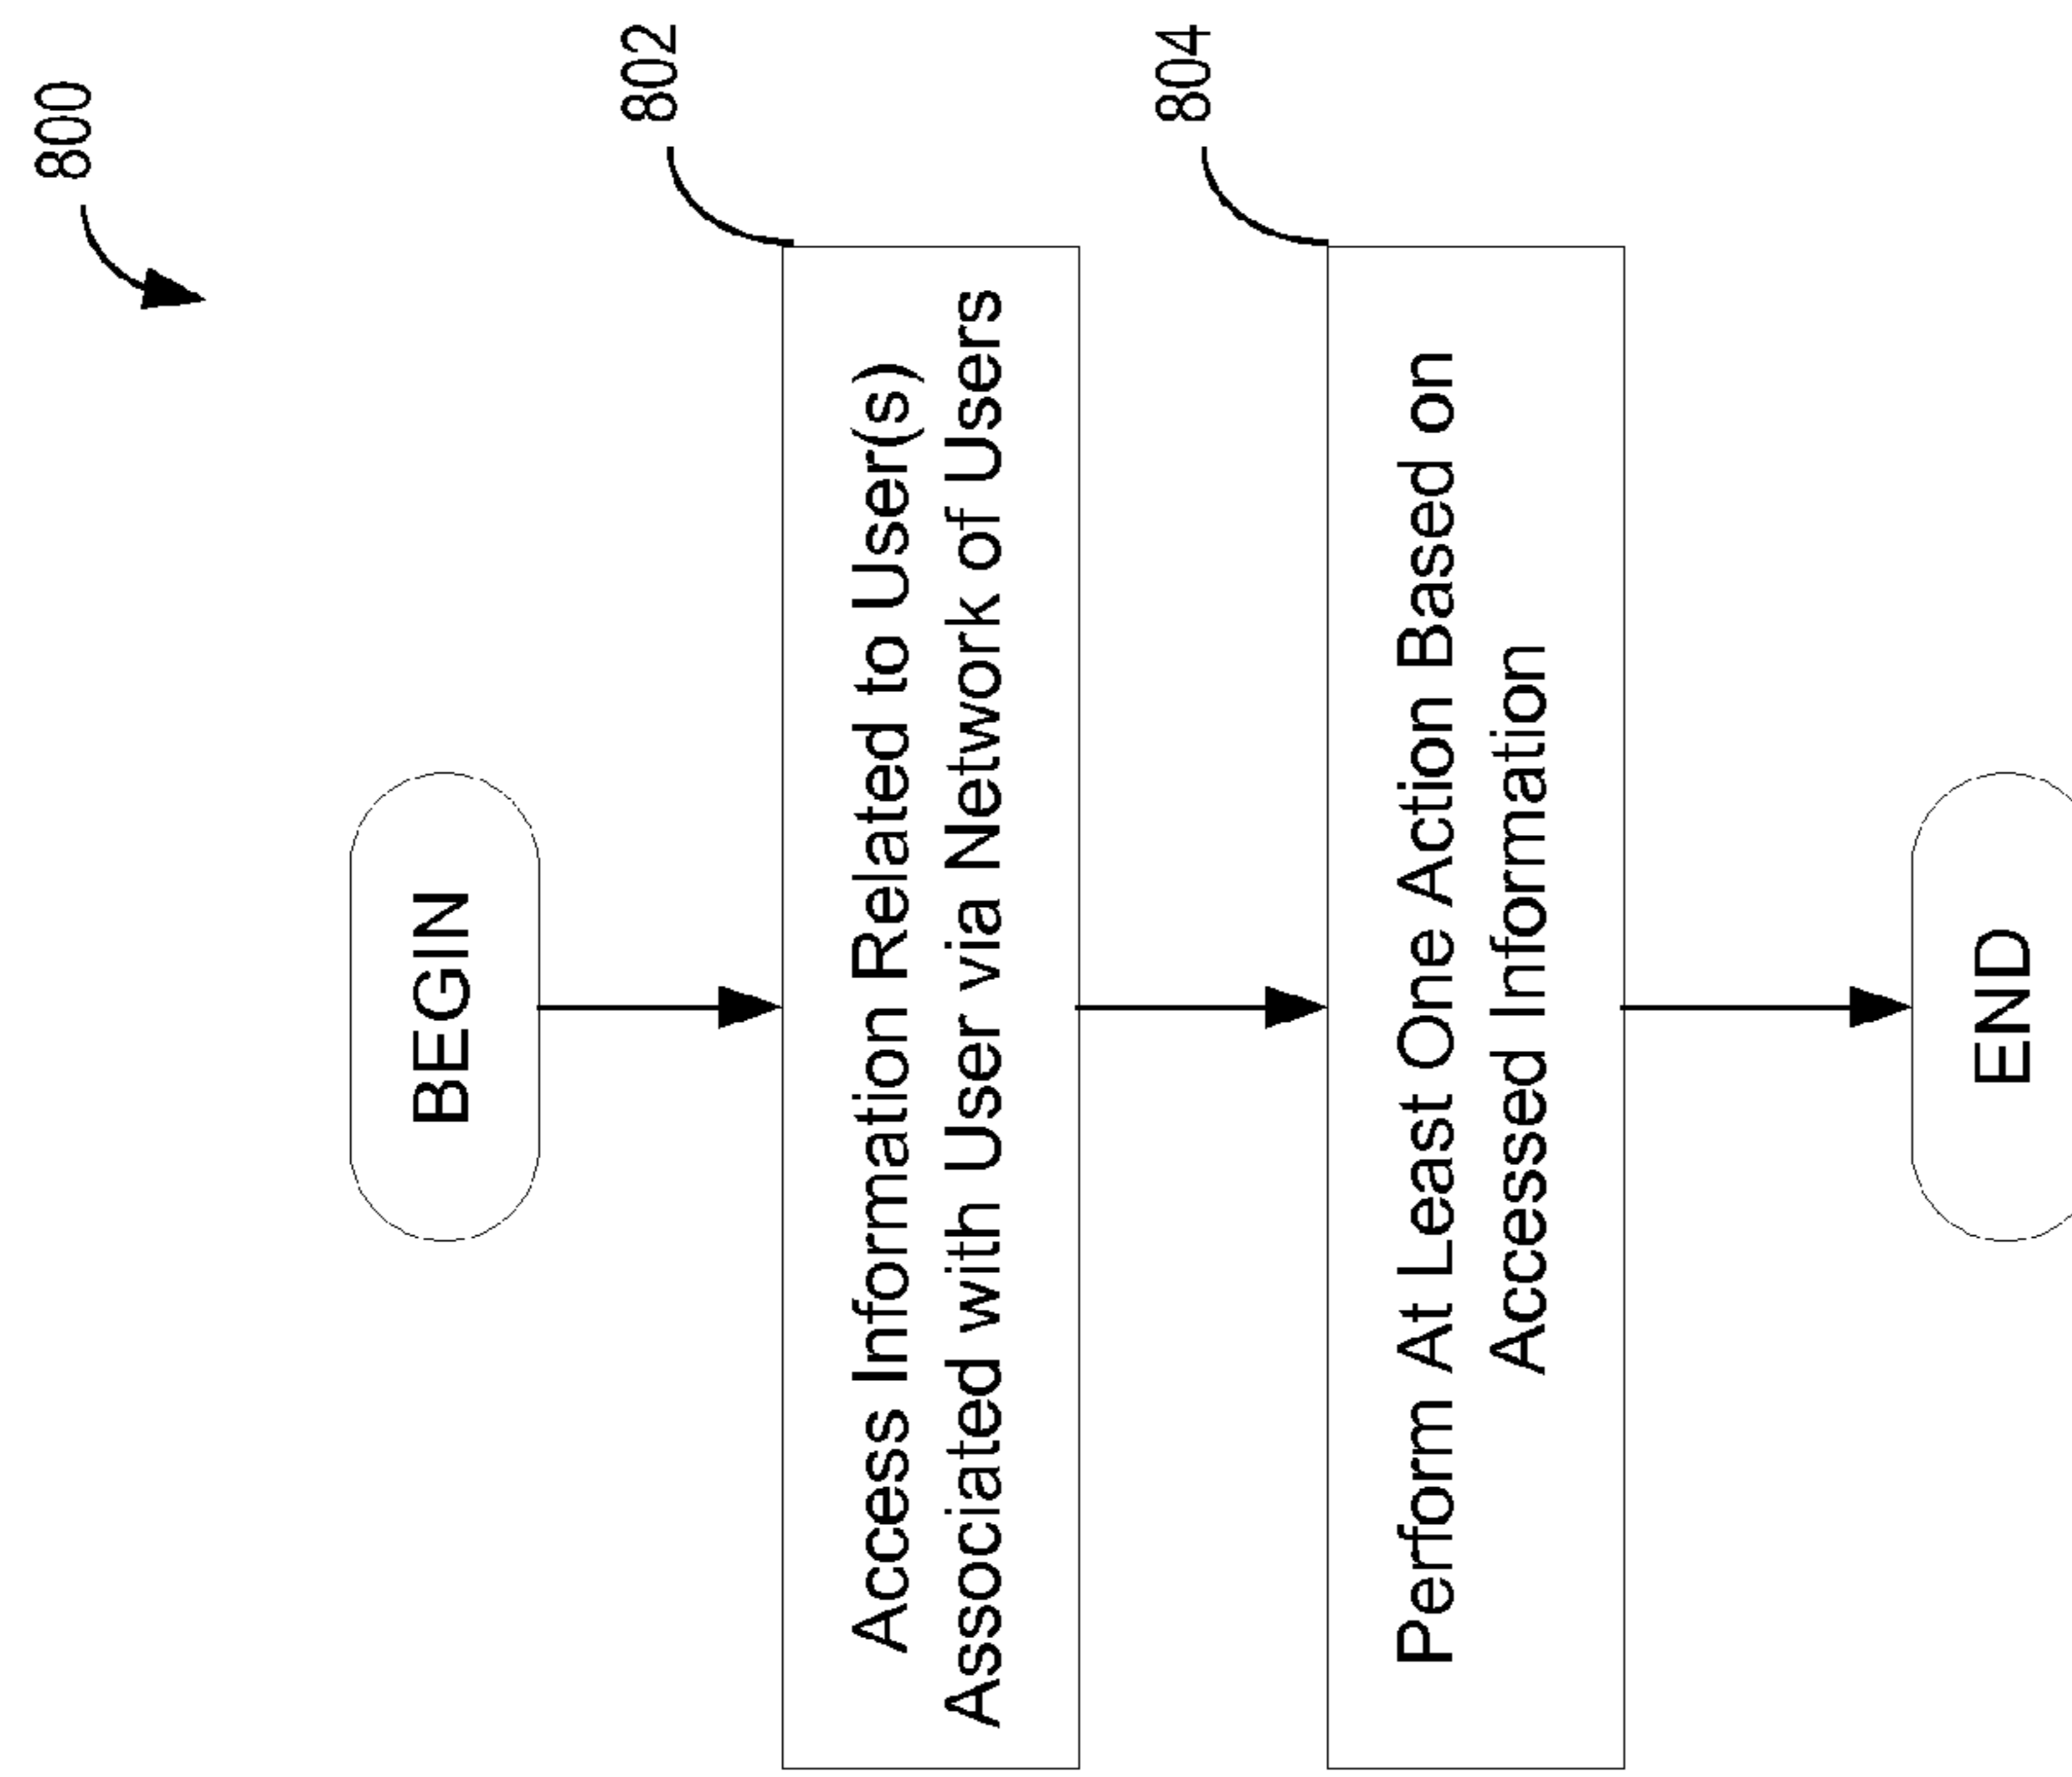 800
BEGIN
802
Access Information Related to User(s)
Associated with User via Network of Users
804
Perform At Least One Action Based on
Accessed Information
END